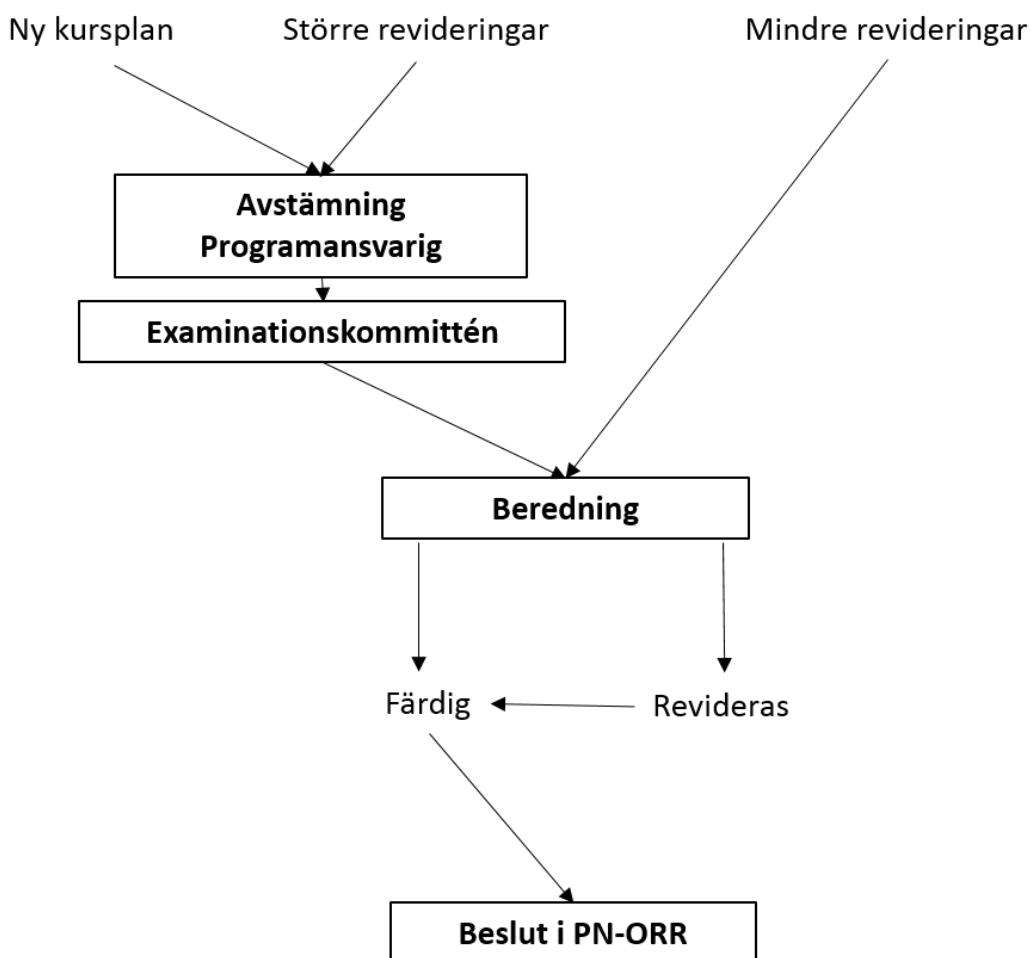 Ny kursplan
Större revideringar
Mindre revideringar
Avstämning
Programansvarig
Examinationskommittén
Beredning
Färdig
Revideras
Beslut i PN-ORR